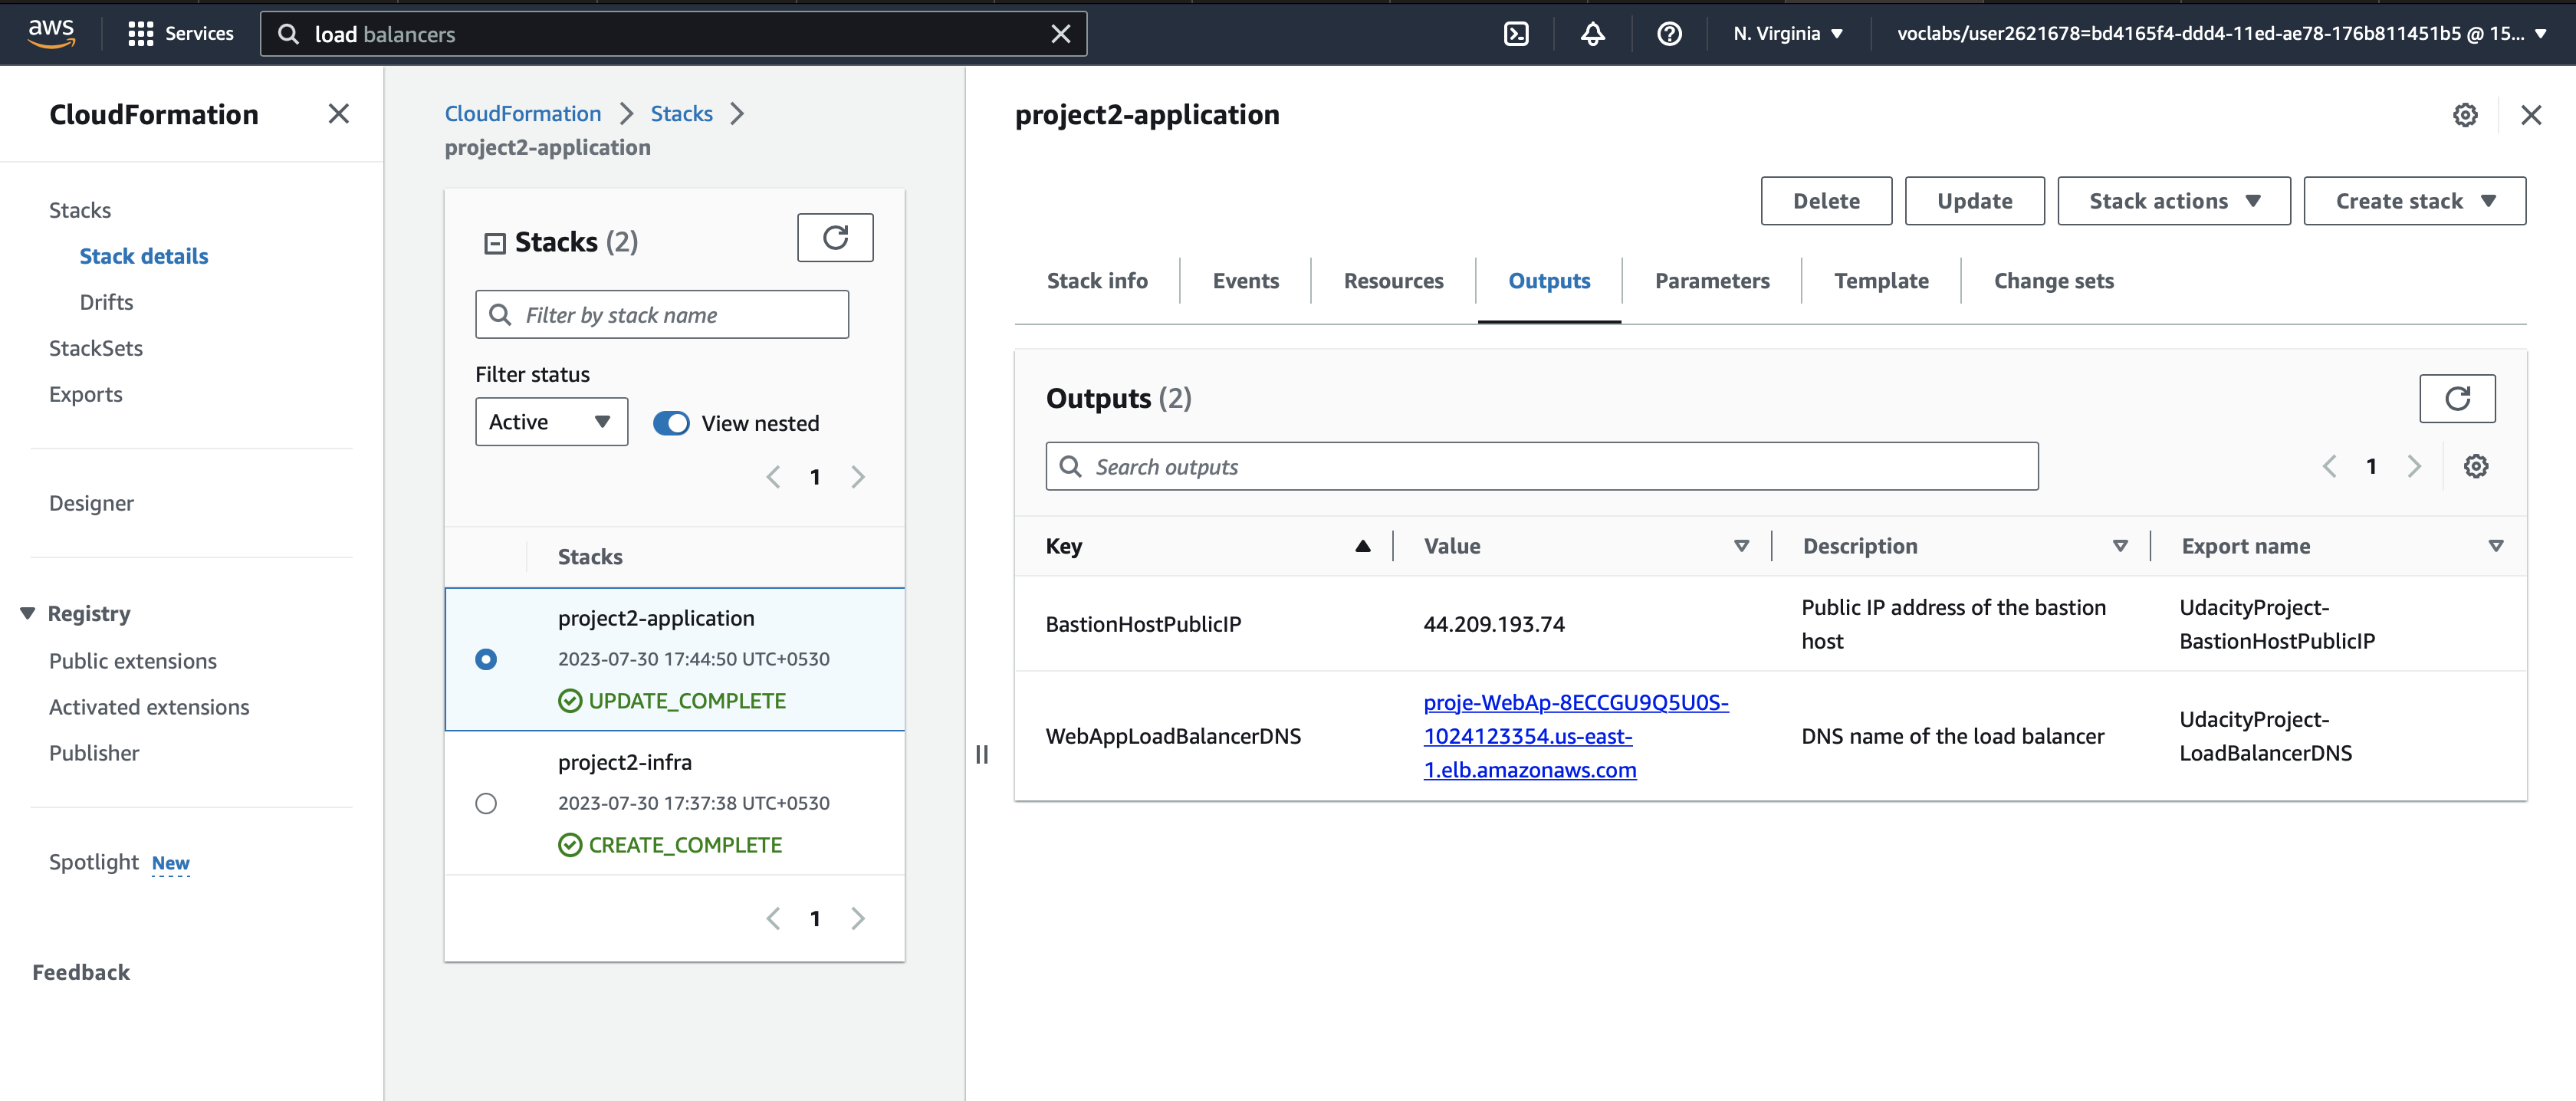 aws
Services
load balancers
N. Virginia
voclabs/user2621678=bd4165f4-ddd4-11ed-ae78-176b811451b5 @ 15...
CloudFormation
Stacks
Stack details
Drifts
StackSets
Exports
Designer
Registry
Public extensions
Activated extensions
Publisher
Spotlight New
Feedback
CloudFormation
Stacks
project2-application
Stacks (2)
Filter by stack name
Filter status
Active
View nested
1
Stacks
project2-application
2023-07-30 17:44:50 UTC+0530
UPDATE_COMPLETE
project2-infra
2023-07-30 17:37:38 UTC+0530
CREATE_COMPLETE
1
project2-application
Delete
Update
Stack actions
Create stack
Stack info
Events
Resources
Outputs
Parameters
Template
Change sets
Outputs (2)
Search outputs
1
Key
Value
Description
Export name
BastionHostPublicIP
44.209.193.74
Public IP address of the bastion
host
UdacityProject-
BastionHostPublicIP
WebAppLoadBalancerDNS
proje-WebAp-8ECCGU9Q5U0S-
1024123354.us-east-
1.elb.amazonaws.com
DNS name of the load balancer
UdacityProject-
LoadBalancerDNS